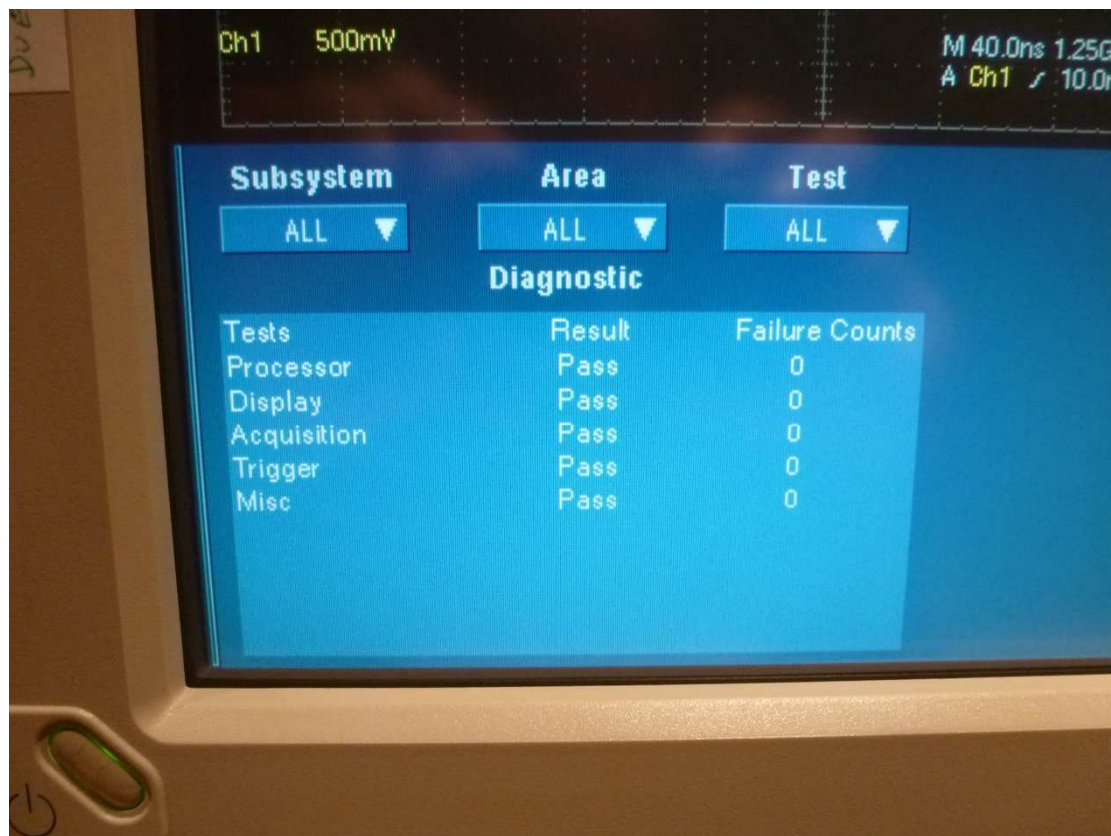 Ch1 500mV
M 40.0ns 1.25G
A Ch1 10.0
Subsystem Area Test
ALL ALL ALL
Diagnostic
Tests Result Failure Counts
Processor Pass 0
Display Pass 0
Acquisition Pass 0
Trigger Pass 0
Misc Pass 0